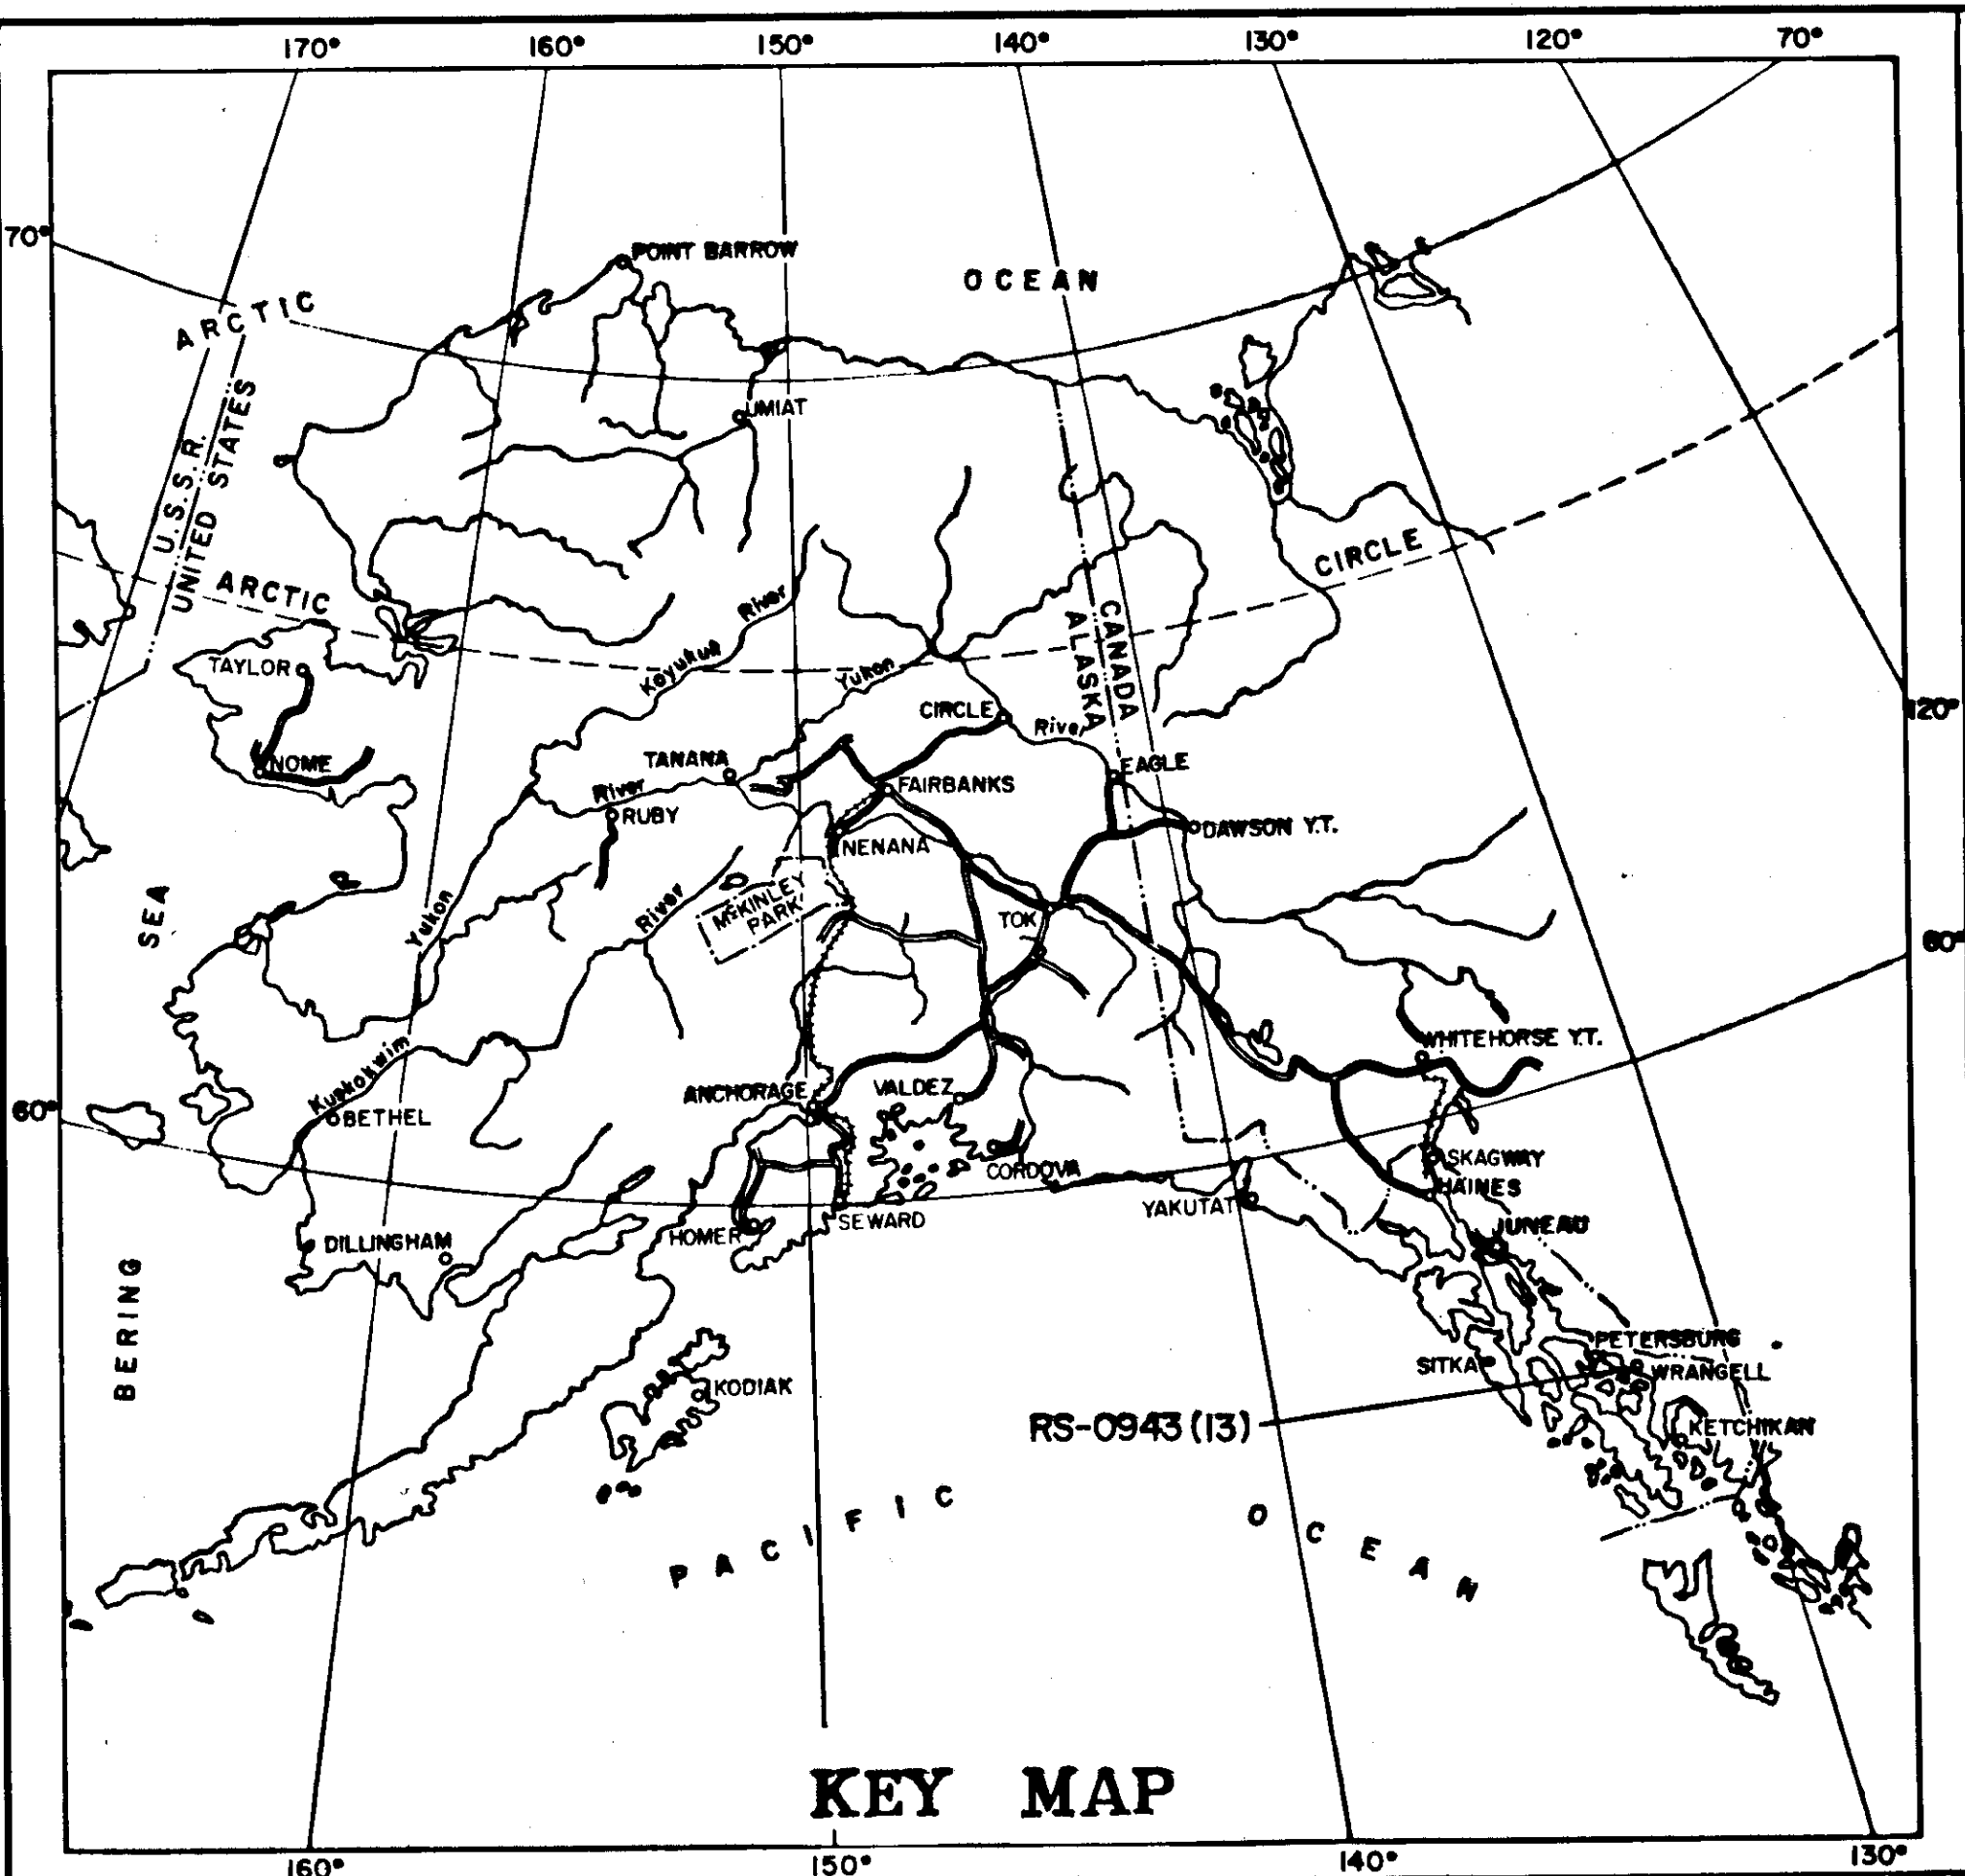 170° 160° 150° 140° 130° 120° 70°
70°
POINT BARROW
OCEAN
ARCTIC
UMIAT
U.S.S.R.
UNITED STATES
ARCTIC
CIRCLE
River
Koyukuk
CANADA
ALASKA
TAYLOR
Yukon
CIRCLE
River
120°
NOME
TANANA
EAGLE
River
FAIRBANKS
RUBY
DAWSON Y.T.
NENANA
McKINLEY
PARK
River
Yukon
TOK
SEA
60°
WHITEHORSE Y.T.
Kuskokwim
ANCHORAGE
VALDEZ
60°
BETHEL
CORDOVA
SKAGWAY
HAINES
YAKUTAT
SEWARD
JUNEAU
HOMER
DILLINGHAM
BERING
PETERSBURG
SITKA
WRANGELL
KODIAK
RS-0943(13)
KETCHIKAN
PACIFIC
OCEAN
KEY MAP
160° 150° 140° 130°